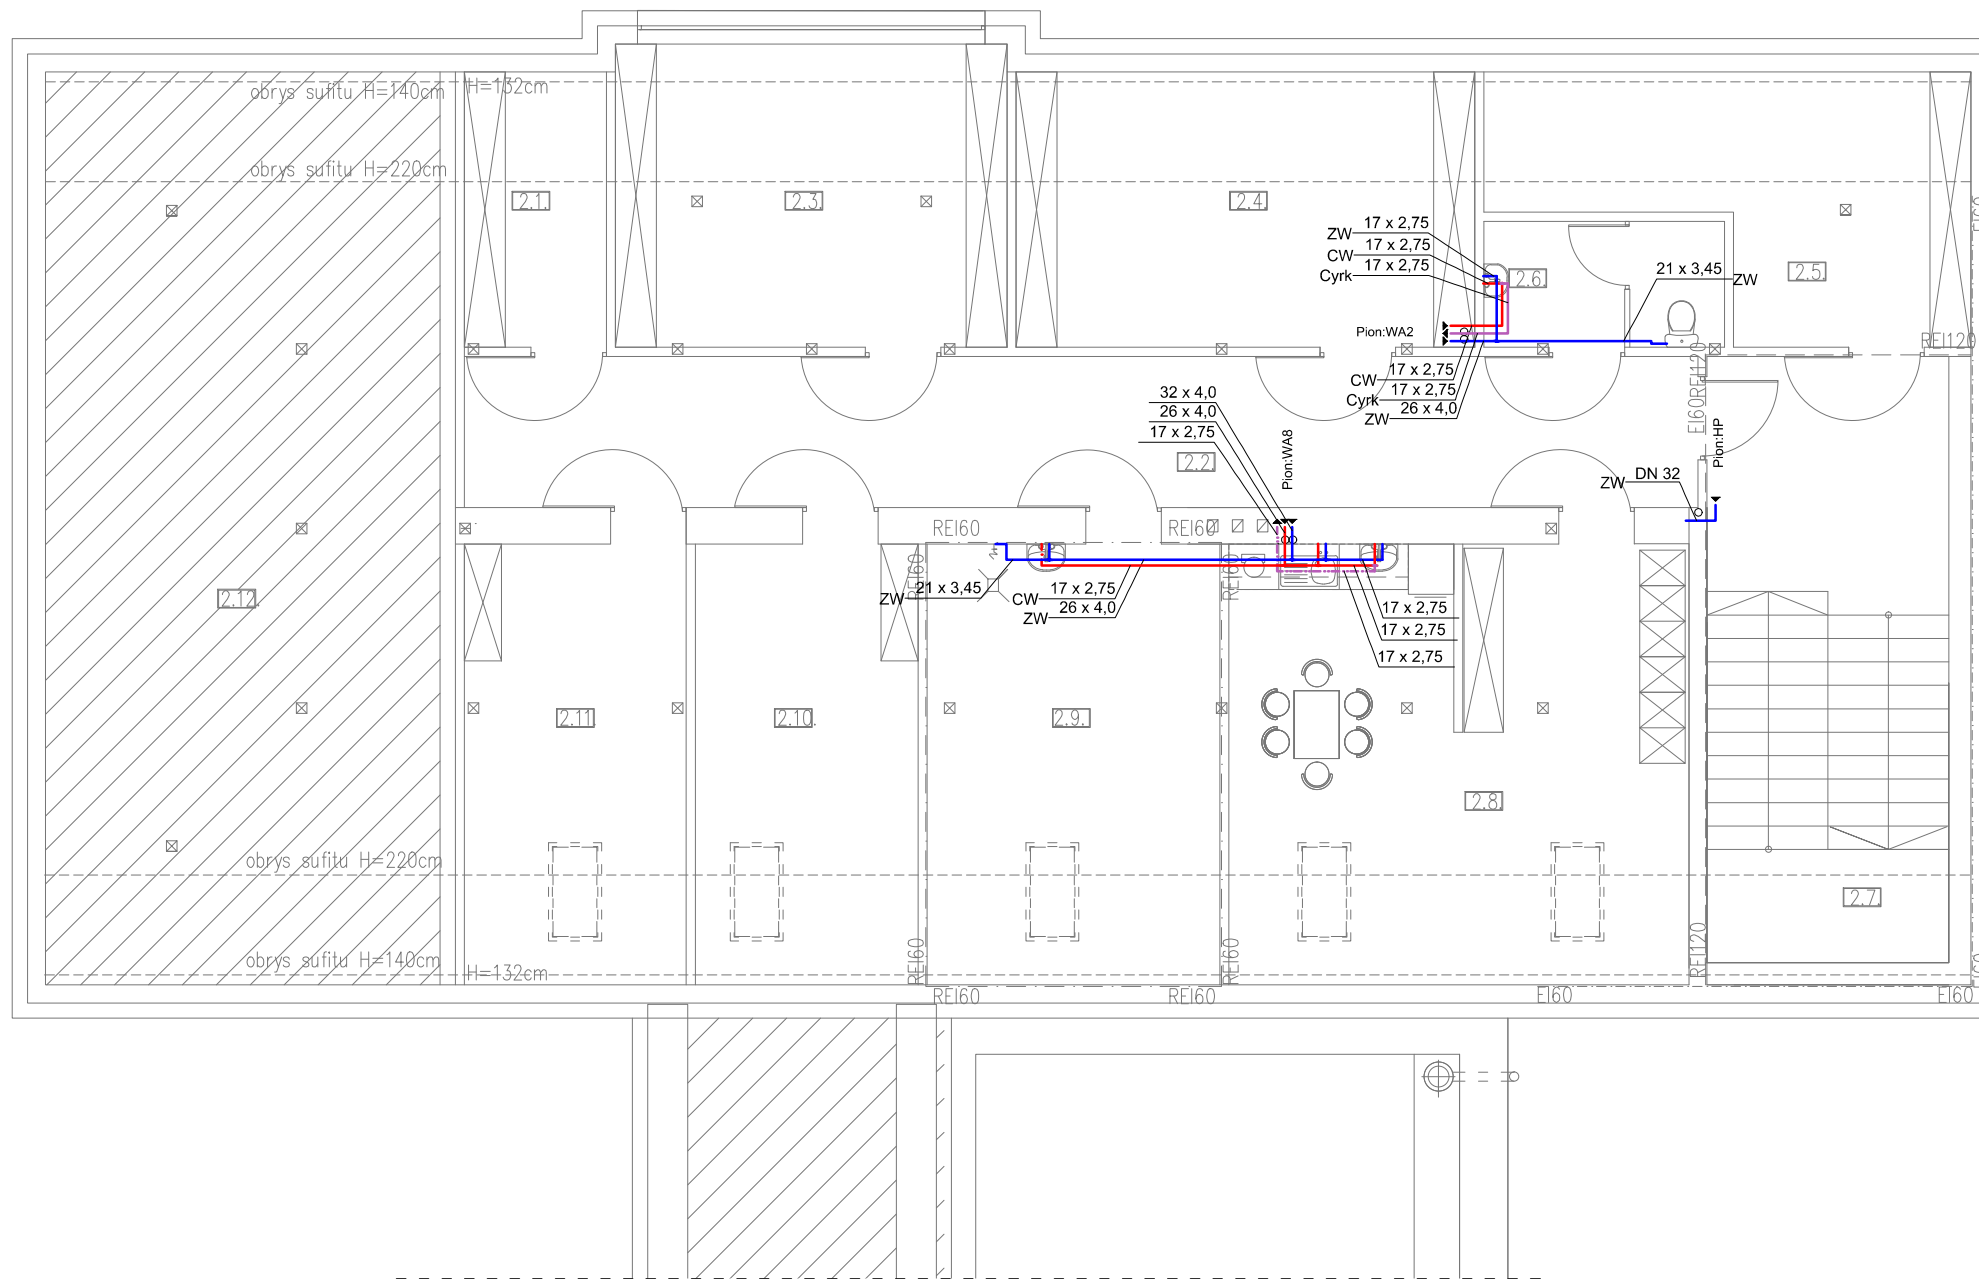 obrys sufitu H=140cm
H=132cm
obrys sufitu H=220cm
2.1.
2.3.
2.4.
2.5.
2.6.
17 x 2,75
ZW
17 x 2,75
CW
17 x 2,75
Cyrk
21 x 3,45
ZW
Pion:WA2
REI120
17 x 2,75
CW
17 x 2,75
Cyrk
26 x 4,0
ZW
EI60REI120
32 x 4,0
26 x 4,0
17 x 2,75
Pion:WA8
2.2.
Pion:HP
DN 32
ZW
REI60
REI60
REI60
REI60
21 x 3,45
ZW
17 x 2,75
CW
26 x 4,0
ZW
17 x 2,75
17 x 2,75
17 x 2,75
2.12.
2.11.
2.10.
2.9.
2.8.
2.7.
obrys sufitu H=220cm
obrys sufitu H=140cm
H=132cm
REI60
REI60
REI120
REI60
REI60
EI60
EI60